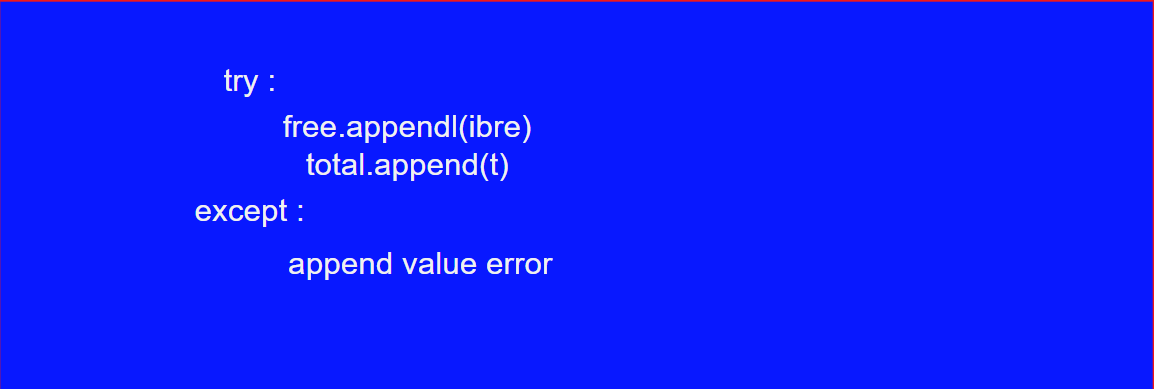 try :
free.appendl(ibre)
total.append(t)
except :
append value error